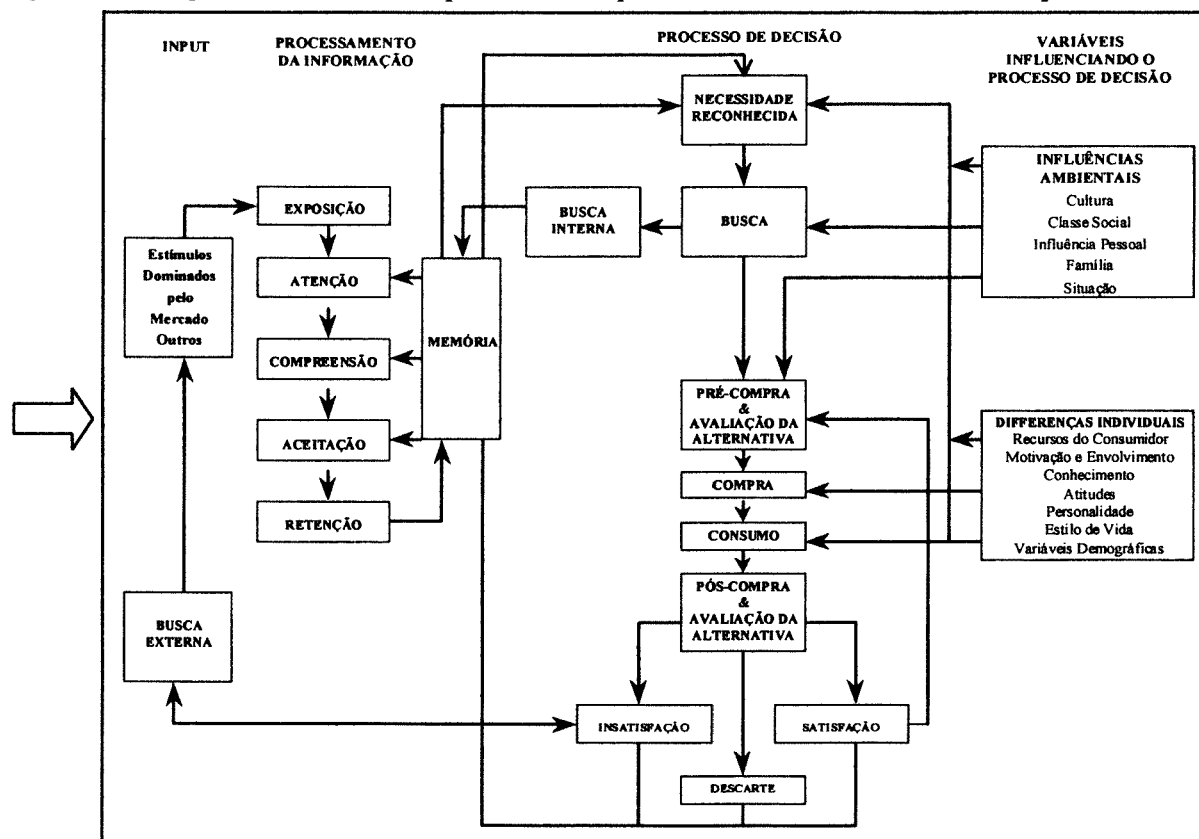 INPUT
PROCESSAMENTO
DA INFORMAÇÃO
PROCESSO DE DECISÃO
VARIÁVEIS
INFLUENCIANDO O
PROCESSO DE DECISÃO
NECESSIDADE
RECONHECIDA
INFLUÊNCIAS
AMBIENTAIS
Cultura
Classe Social
Influência Pessoal
Família
Situação
EXPOSIÇÃO
BUSCA
INTERNA
BUSCA
Estímulos
Dominados
pelo
Mercado
Outros
ATENÇÃO
MEMÓRIA
COMPREENSÃO
ACEITAÇÃO
RETENÇÃO
PRÉ-COMPRA
&
AVALIAÇÃO DA
ALTERNATIVA
DIFFERENÇAS INDIVIDUAIS
Recursos do Consumidor
Motivação e Envolvimento
Conhecimento
Atitudes
Personalidade
Estilo de Vida
Variáveis Demográficas
COMPRA
CONSUMO
PÓS-COMPRA
&
AVALIAÇÃO DA
ALTERNATIVA
BUSCA
EXTERNA
INSATISFAÇÃO
SATISFAÇÃO
DESCARTE